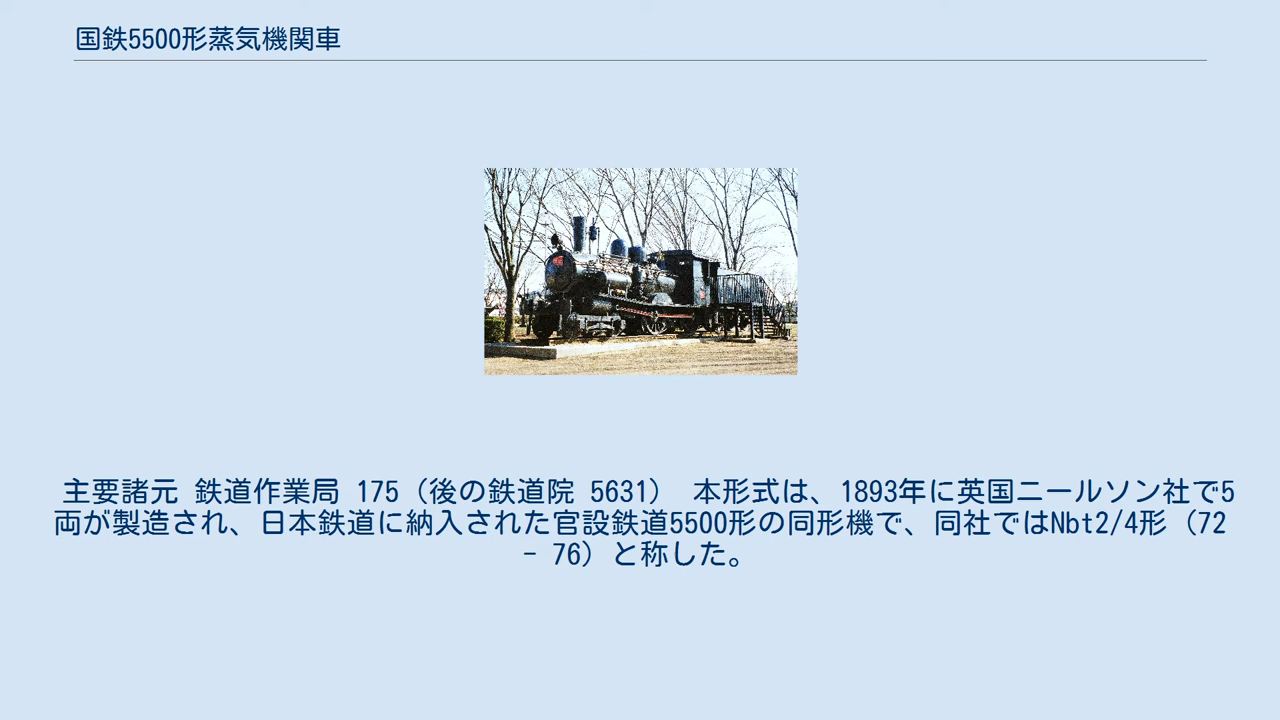 国鉄5500形蒸気機関車
主要諸元 鉄道作業局 175（後の鉄道院 5631） 本形式は、1893年に英国ニールソン社で5
両が製造され、日本鉄道に納入された官設鉄道5500形の同形機で、同社ではNbt2/4形（72
- 76）と称した。